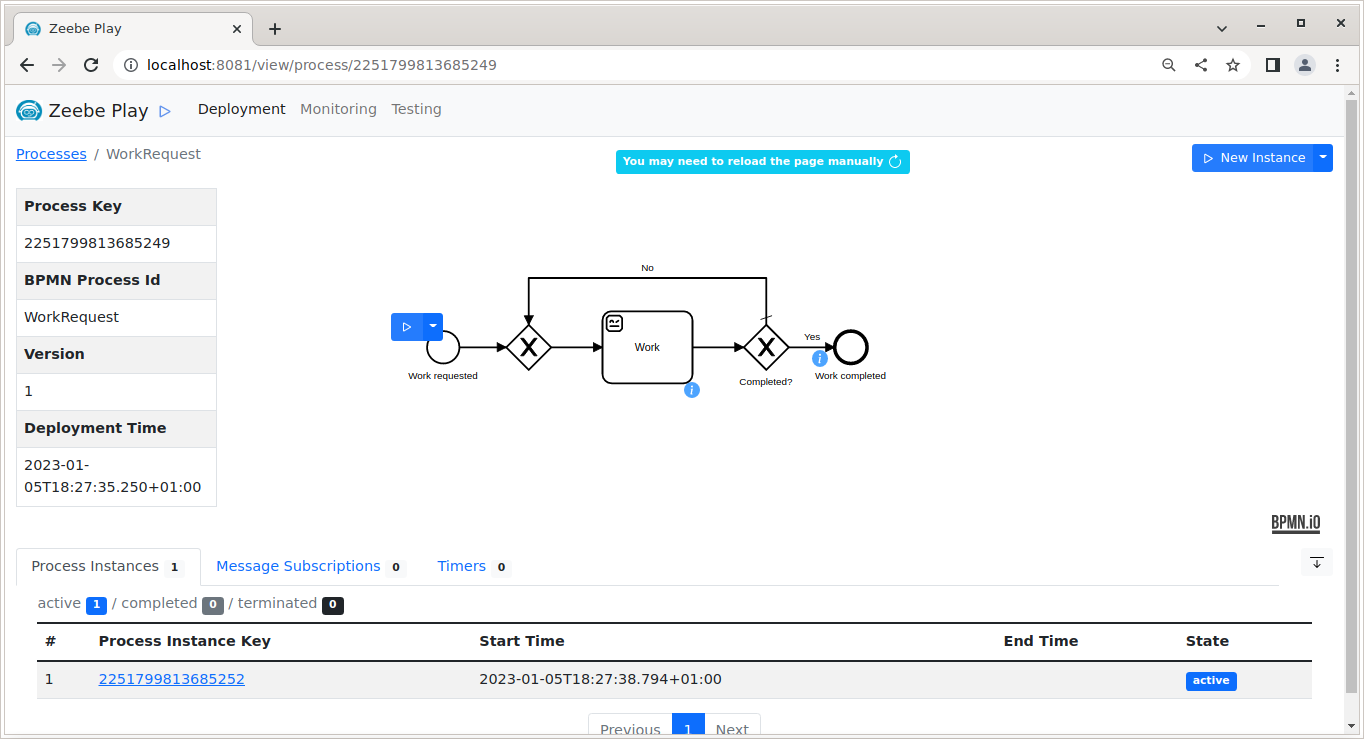 Zeebe Play
localhost:8081/view/process/2251799813685249
Zeebe Play Deployment Monitoring Testing
Processes / WorkRequest
You may need to reload the page manually
New Instance
Process Key
2251799813685249
BPMN Process Id
WorkRequest
Version
1
Deployment Time
2023-01-
05T18:27:35.250+01:00
No
Work requested
X
Work
i
X
Completed?
Yes
i
Work completed
BPMN.iO
Process Instances 1 Message Subscriptions 0 Timers 0
active 1 / completed 0 / terminated 0
# Process Instance Key Start Time End Time State
1 2251799813685252 2023-01-05T18:27:38.794+01:00 active
Previous 1 Next